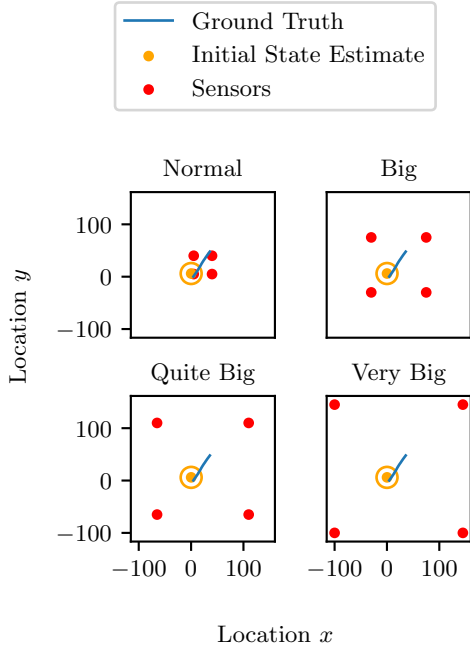 Ground Truth
Initial State Estimate
Sensors
Normal
Big
100
0
−100
Quite Big
Very Big
100
0
−100
−100 0 100
−100 0 100
Location y
Location x